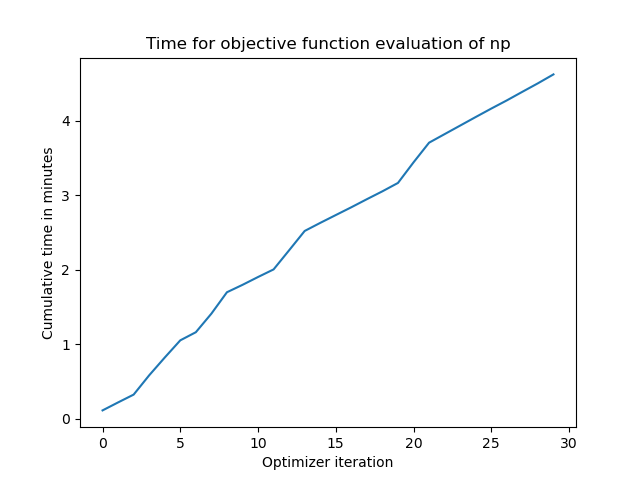 Time for objective function evaluation of np
Cumulative time in minutes
4
3
2
1
0
0 5 10 15 20 25 30
Optimizer iteration